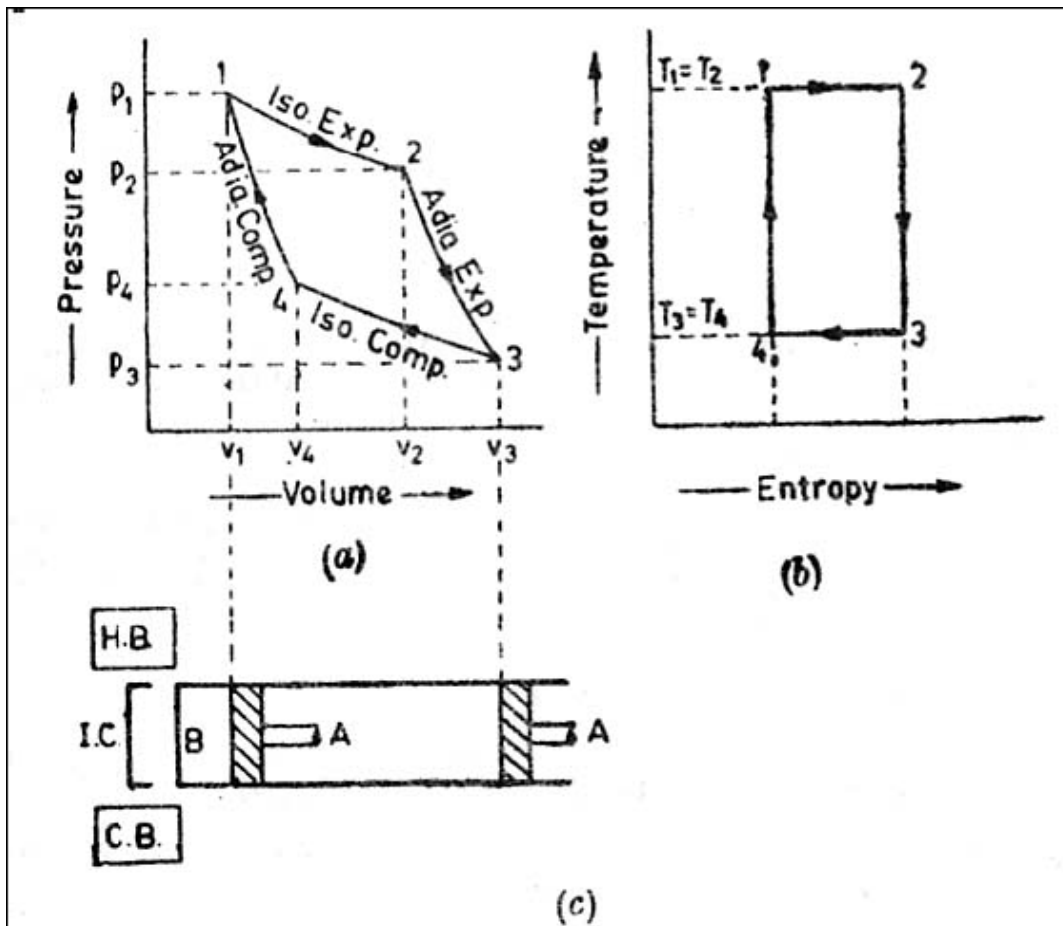 1
P₁
Iso. Exp.
2
P₂
Adia. Comp.
Adia Exp.
P₄
4
Iso. Comp.
3
P₃
v₁
v₄
v₂
v₃
Pressure
Volume
(a)
T₁ = T₂
1
2
T₃ = T₄
4
3
Temperature
Entropy
(b)
H.B.
I.C.
B
A
A
C.B.
(c)